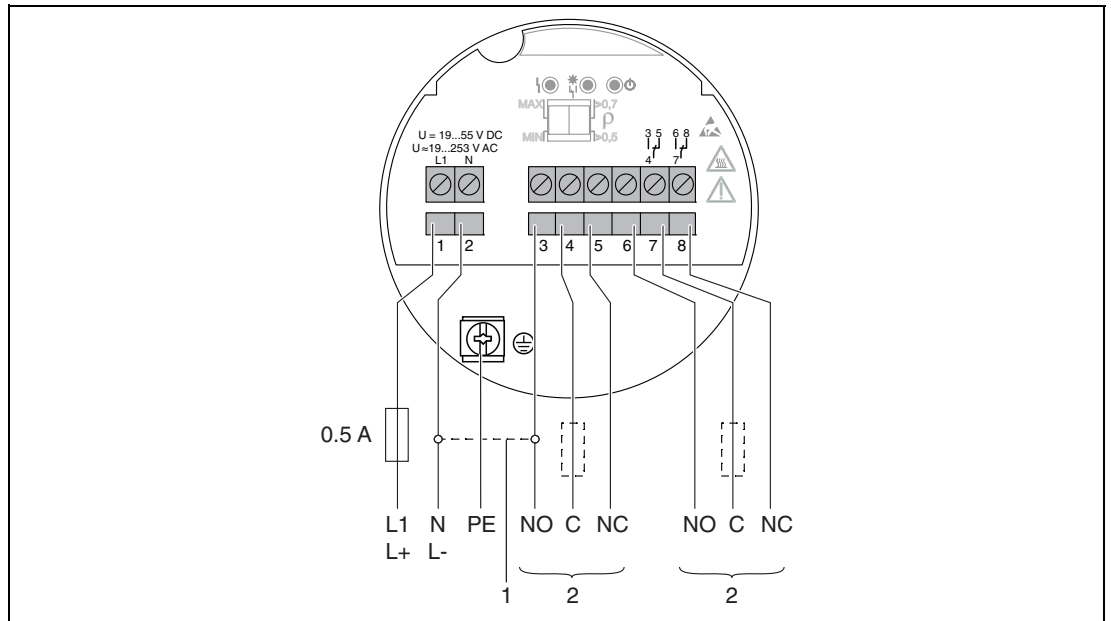 MAX >0,7
ρ
MIN >0,5
U = 19...55 V DC
U ≈19...253 V AC
L1 N
3 5 6 8
4 7
1 2 3 4 5 6 7 8
0.5 A
L1 N PE NO C NC NO C NC
L+ L-
1 2 2